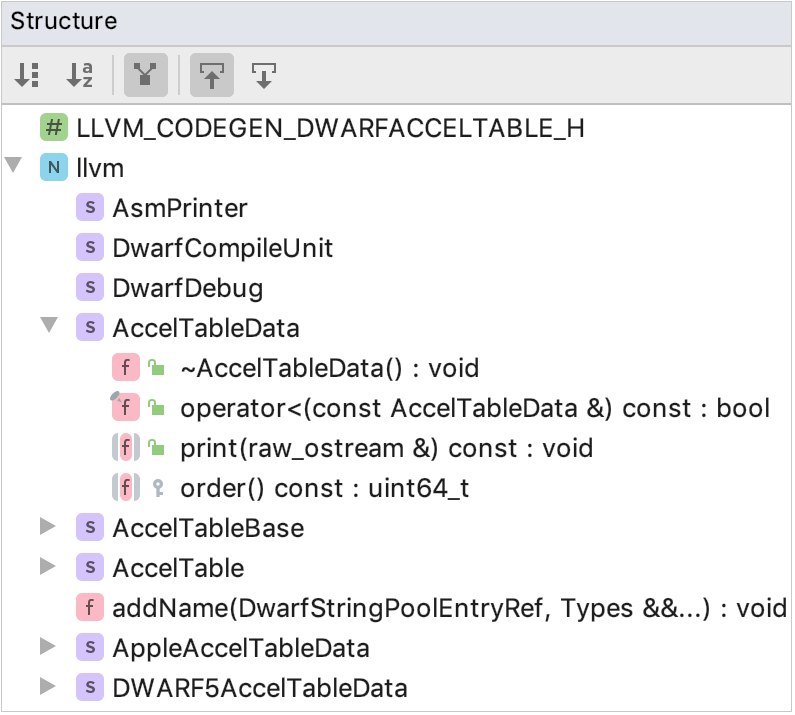 Structure
# LLVM_CODEGEN_DWARFACCELTABLE_H
N llvm
S AsmPrinter
S DwarfCompileUnit
S DwarfDebug
S AccelTableData
f ~AccelTableData() : void
f operator<(const AccelTableData &) const : bool
f print(raw_ostream &) const : void
f order() const : uint64_t
S AccelTableBase
S AccelTable
f addName(DwarfStringPoolEntryRef, Types &&...) : void
S AppleAccelTableData
S DWARF5AccelTableData